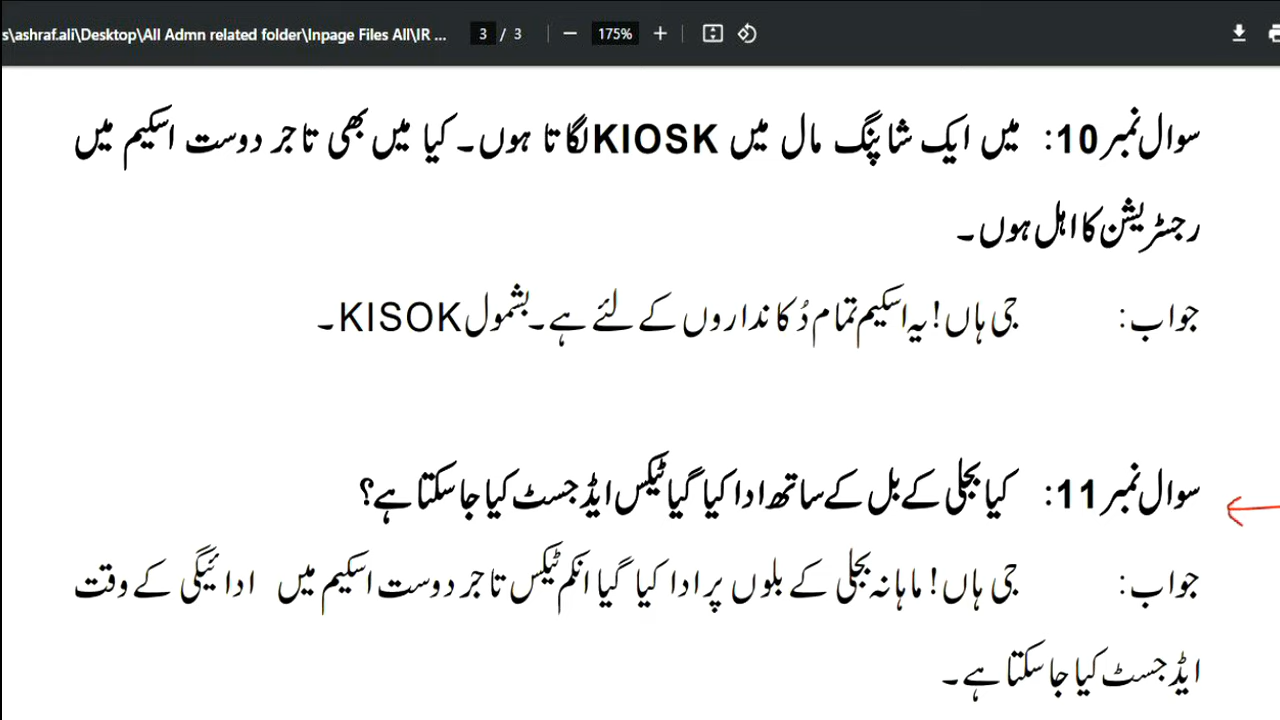 s\ashraf.ali\Desktop\All Admn related folder\Inpage Files All\IR ... 3 / 3 175%
سوال نمبر 10: میں ایک شاپنگ مال میں KIOSK لگاتا ہوں۔ کیا میں بھی تاجر دوست اسکیم میں
رجسٹریشن کا اہل ہوں۔
جواب: جی ہاں! یہ اسکیم تمام دُکانداروں کے لئے ہے۔ بشمول KISOK۔
سوال نمبر 11: کیا بجلی کے بل کے ساتھ ادا کیا گیا ٹیکس ایڈجسٹ کیا جا سکتا ہے؟
جواب: جی ہاں! ماہانہ بجلی کے بلوں پر ادا کیا گیا انکم ٹیکس تاجر دوست اسکیم میں ادائیگی کے وقت
ایڈجسٹ کیا جا سکتا ہے۔